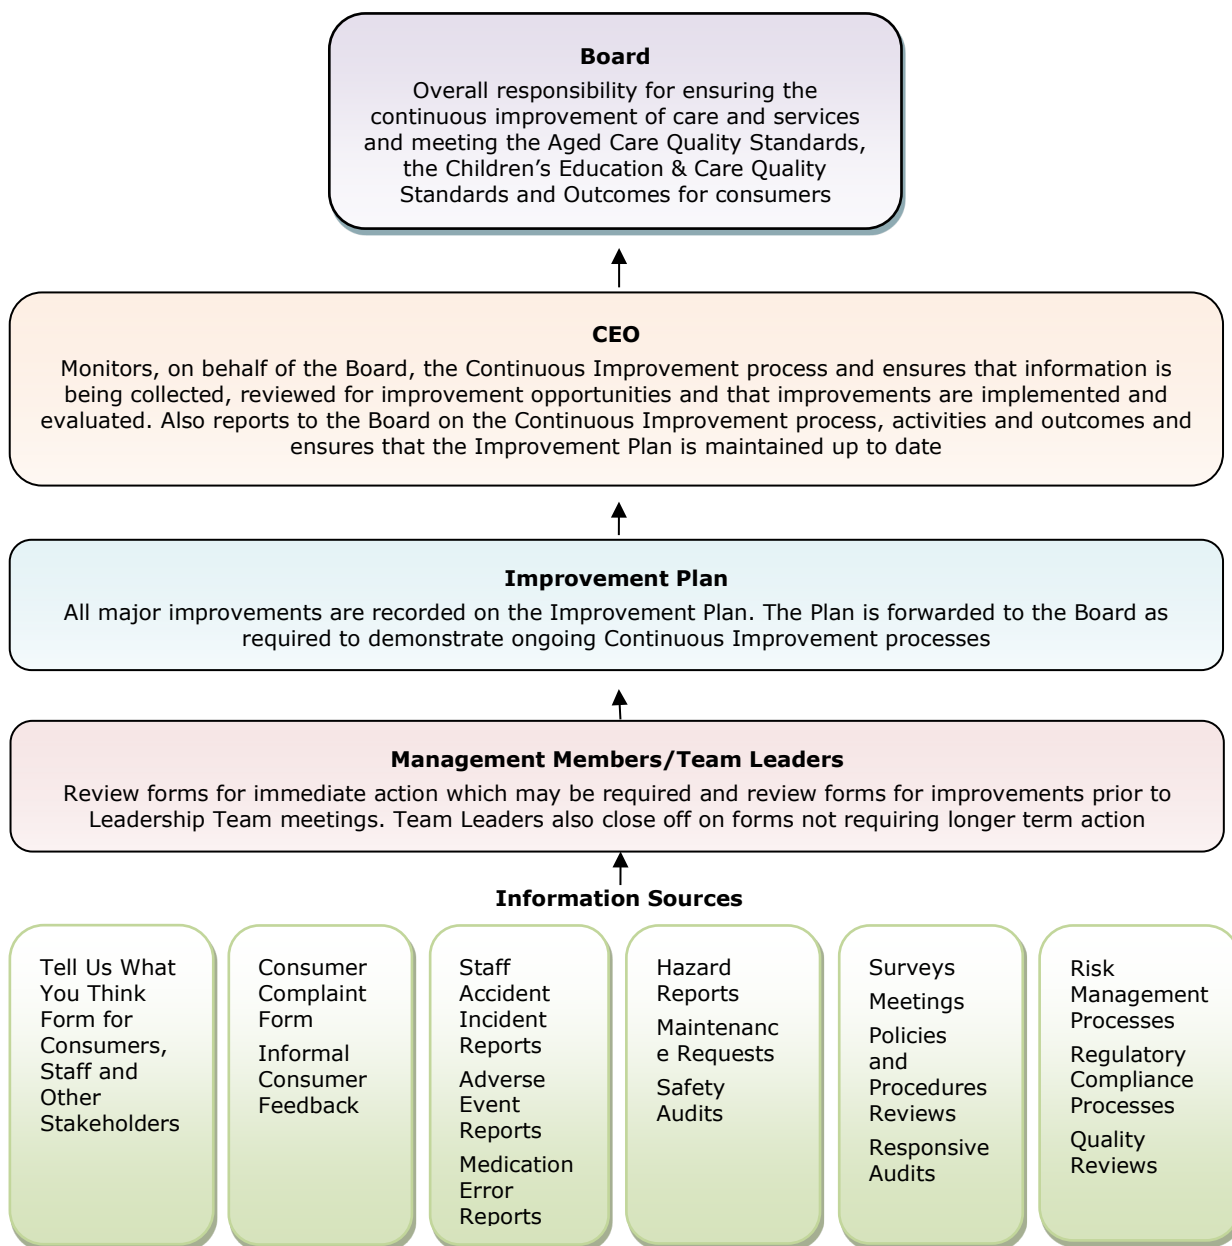 Board
Overall responsibility for ensuring the
continuous improvement of care and services
and meeting the Aged Care Quality Standards,
the Children’s Education & Care Quality
Standards and Outcomes for consumers
CEO
Monitors, on behalf of the Board, the Continuous Improvement process and ensures that information is
being collected, reviewed for improvement opportunities and that improvements are implemented and
evaluated. Also reports to the Board on the Continuous Improvement process, activities and outcomes and
ensures that the Improvement Plan is maintained up to date
Improvement Plan
All major improvements are recorded on the Improvement Plan. The Plan is forwarded to the Board as
required to demonstrate ongoing Continuous Improvement processes
Management Members/Team Leaders
Review forms for immediate action which may be required and review forms for improvements prior to
Leadership Team meetings. Team Leaders also close off on forms not requiring longer term action
Information Sources
Tell Us What
You Think
Form for
Consumers,
Staff and
Other
Stakeholders
Consumer
Complaint
Form
Informal
Consumer
Feedback
Staff
Accident
Incident
Reports
Adverse
Event
Reports
Medication
Error
Reports
Hazard
Reports
Maintenanc
e Requests
Safety
Audits
Surveys
Meetings
Policies
and
Procedures
Reviews
Responsive
Audits
Risk
Management
Processes
Regulatory
Compliance
Processes
Quality
Reviews